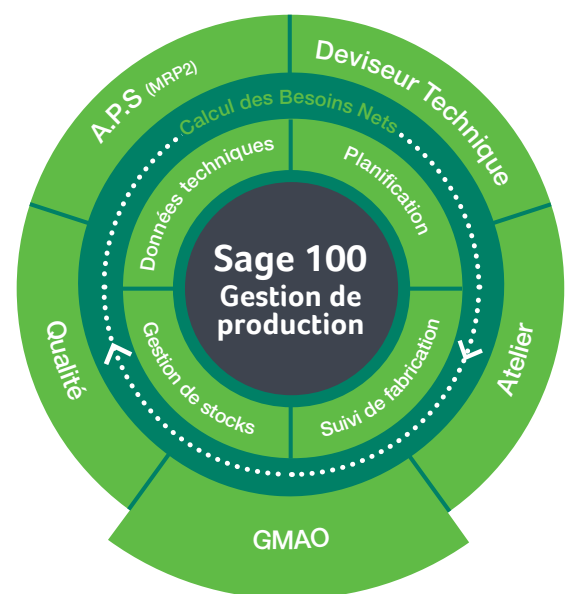 A.P.S (MRP2)
Deviseur Technique
Calcul des Besoins Nets
Données techniques
Planification
Sage 100
Gestion de
production
Qualité
Gestion de stocks
Suivi de fabrication
Atelier
GMAO